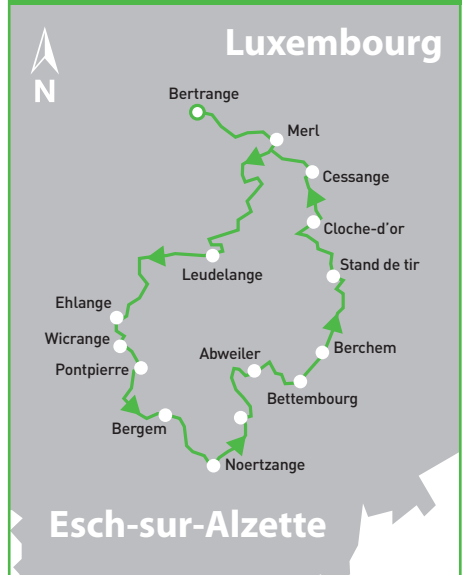 Luxembourg
N
Bertrange
Merl
Cessange
Cloche-d'or
Stand de tir
Leudelange
Ehlange
Wicrange
Pontpierre
Abweiler
Berchem
Bettembourg
Bergem
Noertzange
Esch-sur-Alzette